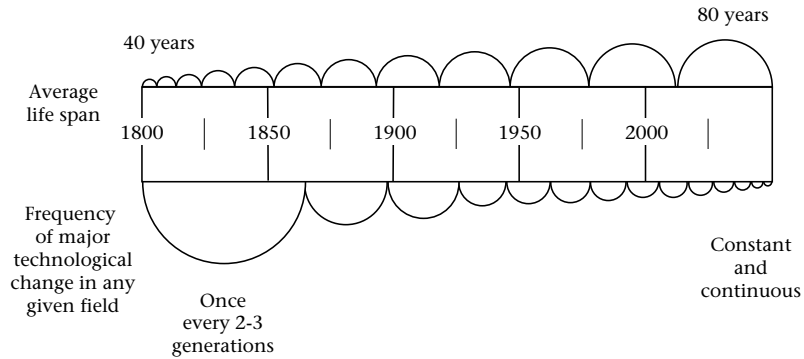 80 years
40 years
Average
life span
1800
1850
1900
1950
2000
Frequency
of major
technological
change in any
given field
Once
every 2-3
generations
Constant
and
continuous